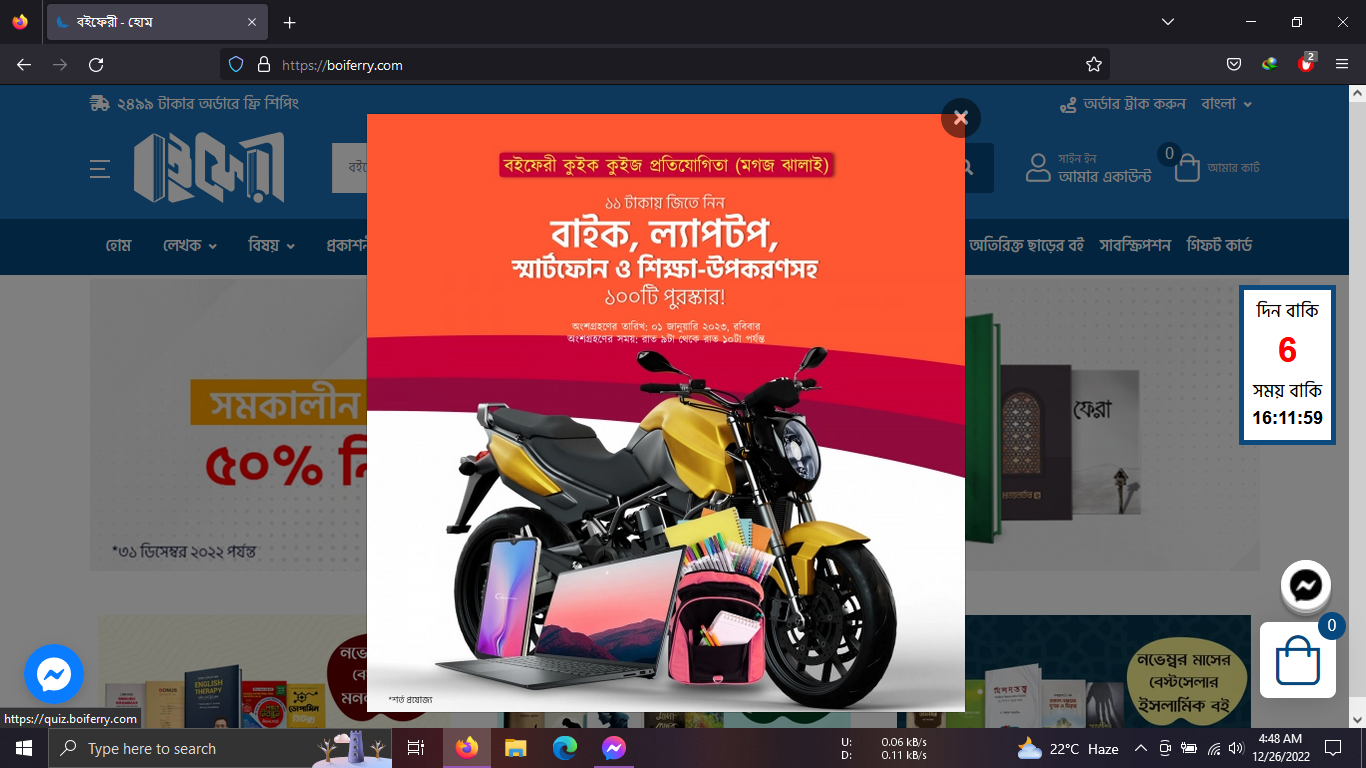 বইফেরী - হোম
https://boiferry.com
2
২৪৯৯ টাকার অর্ডারে ফ্রি শিপিং
অর্ডার ট্রাক করুন
বাংলা
সাইন ইন
আমার একাউন্ট
0
আমার কার্ট
হোম
লেখক
বিষয়
অতিরিক্ত ছাড়ের বই
সাবস্ক্রিপশন
গিফট কার্ড
বইফেরী কুইক কুইজ প্রতিযোগিতা (মগজ ঝালাই)
১১ টাকায় জিতে নিন
বাইক, ল্যাপটপ,
স্মার্টফোন ও শিক্ষা-উপকরণসহ
১০০টি পুরস্কার!
অংশগ্রহণের তারিখ: ০১ জানুয়ারি ২০২৩, রবিবার
অংশগ্রহণের সময়: রাত ৯টা থেকে রাত ১০টা পর্যন্ত
*শর্ত প্রযোজ্য
সমকালীন
৫০%
*৩১ ডিসেম্বর ২০২২ পর্যন্ত
ফেরা
দিন বাকি
6
সময় বাকি
16:11:59
0
ENGLISH
THERAPY
নভেম্বর মাসের
বেস্টসেলার
ইসলামিক বই
https://quiz.boiferry.com
Type here to search
U: 0.06 kB/s
D: 0.11 kB/s
22°C Haze
4:48 AM
12/26/2022